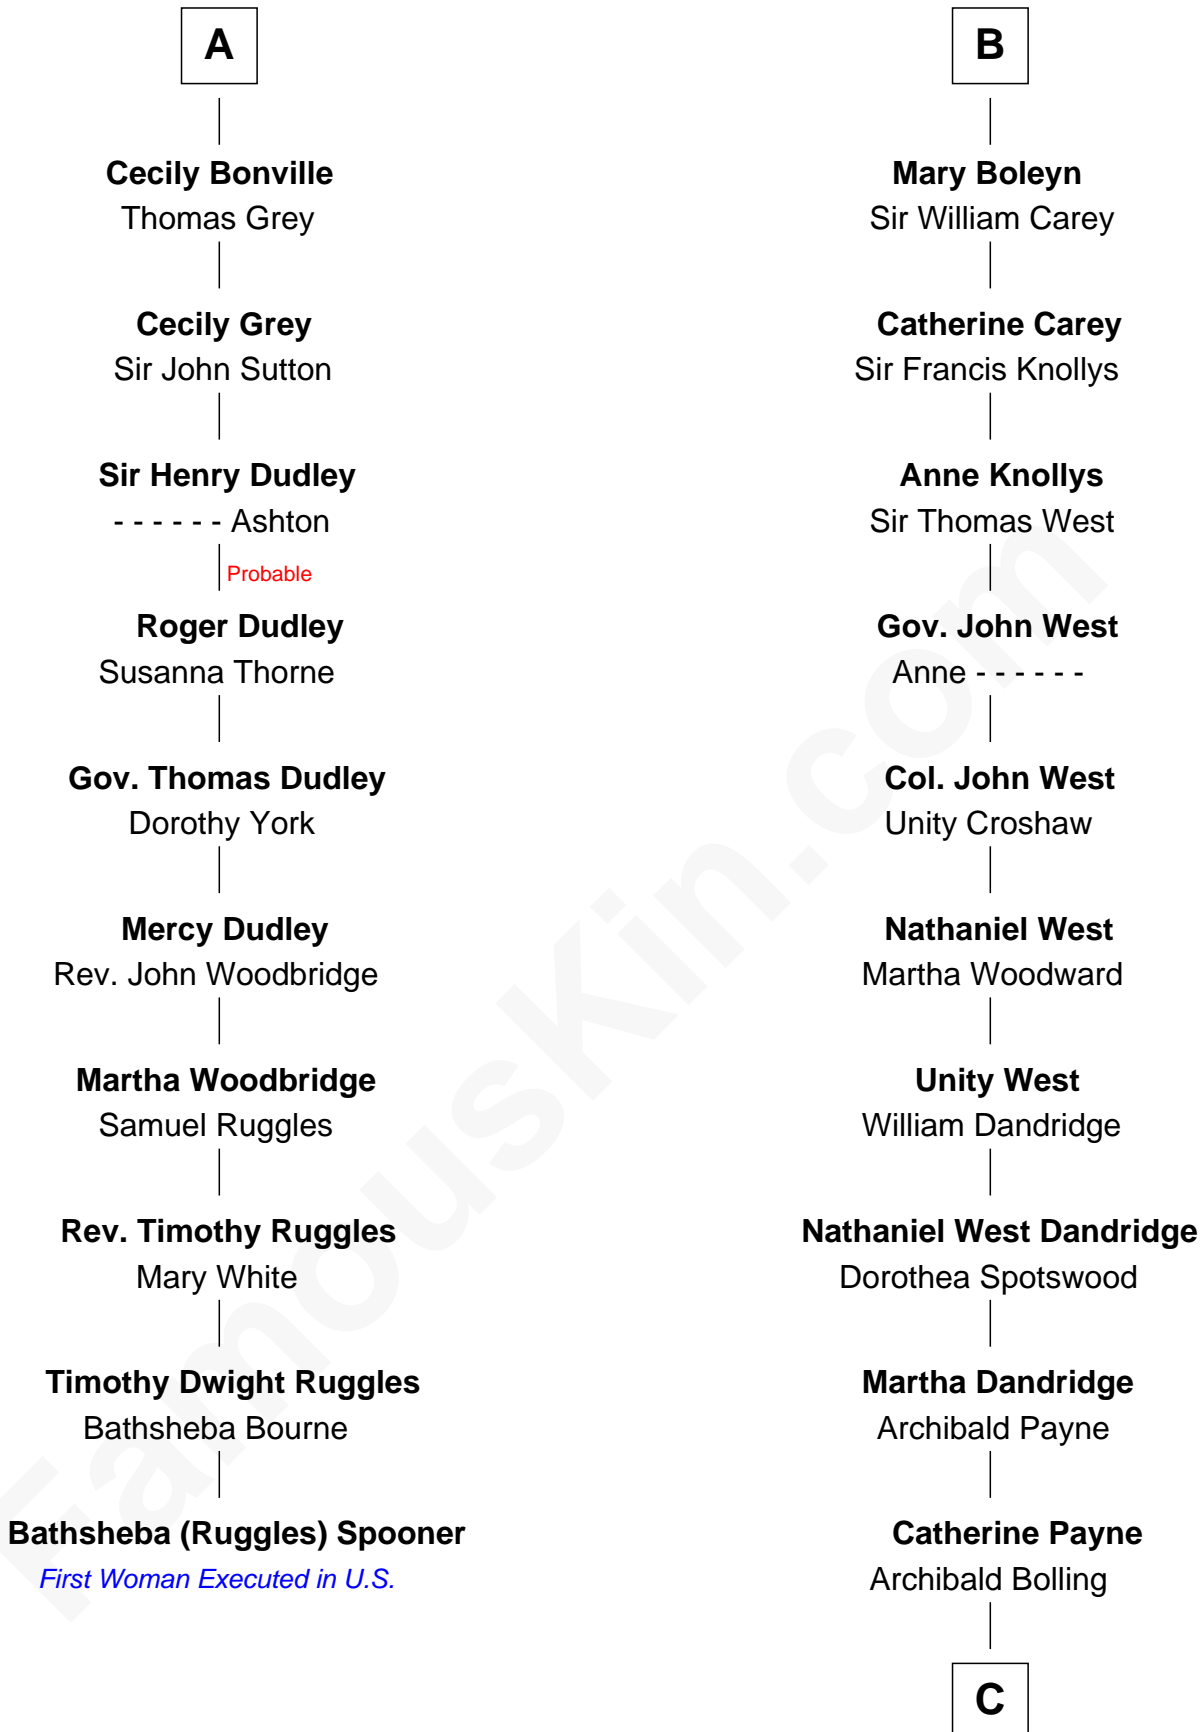 A
Cecily Bonville
Thomas Grey
Cecily Grey
Sir John Sutton
Sir Henry Dudley
- - - - - - Ashton
Probable
Roger Dudley
Susanna Thorne
Gov. Thomas Dudley
Dorothy York
Mercy Dudley
Rev. John Woodbridge
Martha Woodbridge
Samuel Ruggles
Rev. Timothy Ruggles
Mary White
Timothy Dwight Ruggles
Bathsheba Bourne
Bathsheba (Ruggles) Spooner
First Woman Executed in U.S.
B
Mary Boleyn
Sir William Carey
Catherine Carey
Sir Francis Knollys
Anne Knollys
Sir Thomas West
Gov. John West
Anne - - - - - -
Col. John West
Unity Croshaw
Nathaniel West
Martha Woodward
Unity West
William Dandridge
Nathaniel West Dandridge
Dorothea Spotswood
Martha Dandridge
Archibald Payne
Catherine Payne
Archibald Bolling
C
FamousKin.com